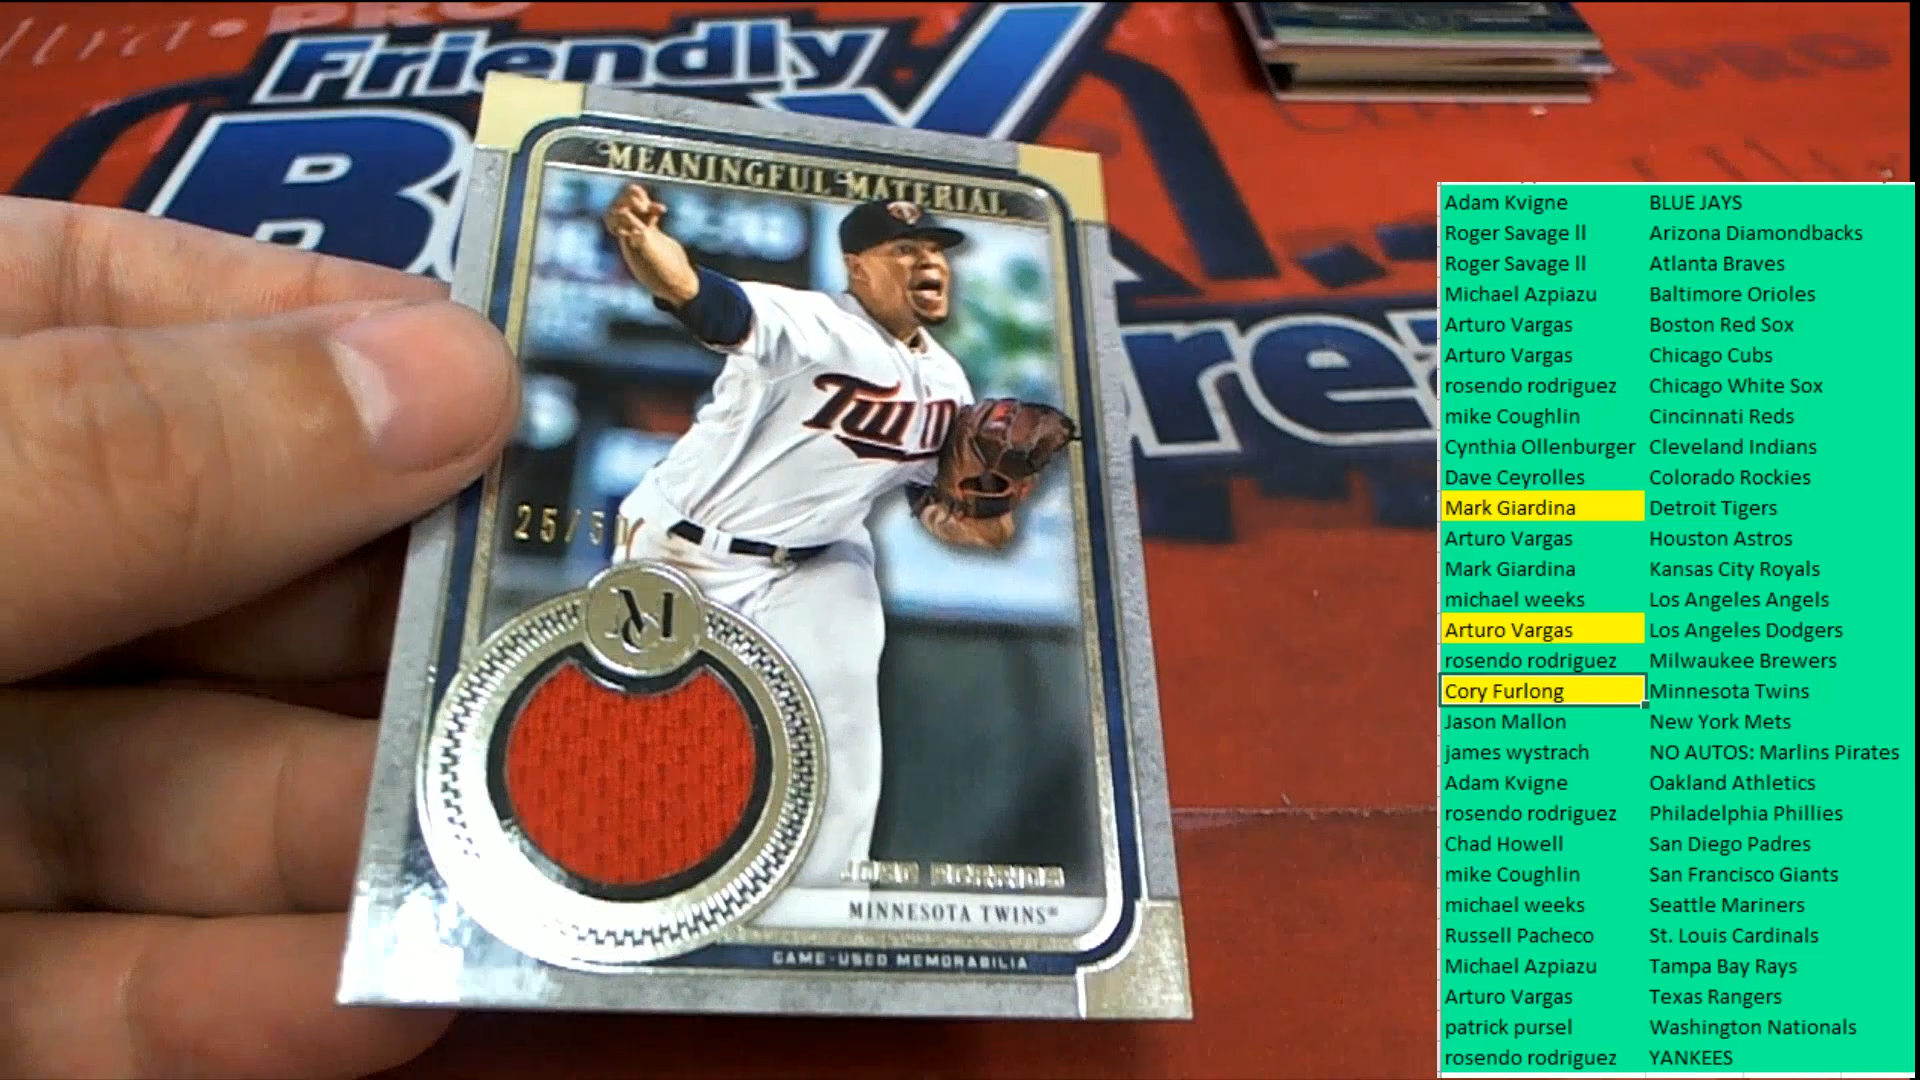 Ultra•PRO
Friendly
MEANINGFUL MATERIAL
Twins
25/50
JOSE BERRIOS
MINNESOTA TWINS®
GAME-USED MEMORABILIA
Adam Kvigne BLUE JAYS
Roger Savage ll Arizona Diamondbacks
Roger Savage ll Atlanta Braves
Michael Azpiazu Baltimore Orioles
Arturo Vargas Boston Red Sox
Arturo Vargas Chicago Cubs
rosendo rodriguez Chicago White Sox
mike Coughlin Cincinnati Reds
Cynthia Ollenburger Cleveland Indians
Dave Ceyrolles Colorado Rockies
Mark Giardina Detroit Tigers
Arturo Vargas Houston Astros
Mark Giardina Kansas City Royals
michael weeks Los Angeles Angels
Arturo Vargas Los Angeles Dodgers
rosendo rodriguez Milwaukee Brewers
Cory Furlong Minnesota Twins
Jason Mallon New York Mets
james wystrach NO AUTOS: Marlins Pirates
Adam Kvigne Oakland Athletics
rosendo rodriguez Philadelphia Phillies
Chad Howell San Diego Padres
mike Coughlin San Francisco Giants
michael weeks Seattle Mariners
Russell Pacheco St. Louis Cardinals
Michael Azpiazu Tampa Bay Rays
Arturo Vargas Texas Rangers
patrick pursel Washington Nationals
rosendo rodriguez YANKEES